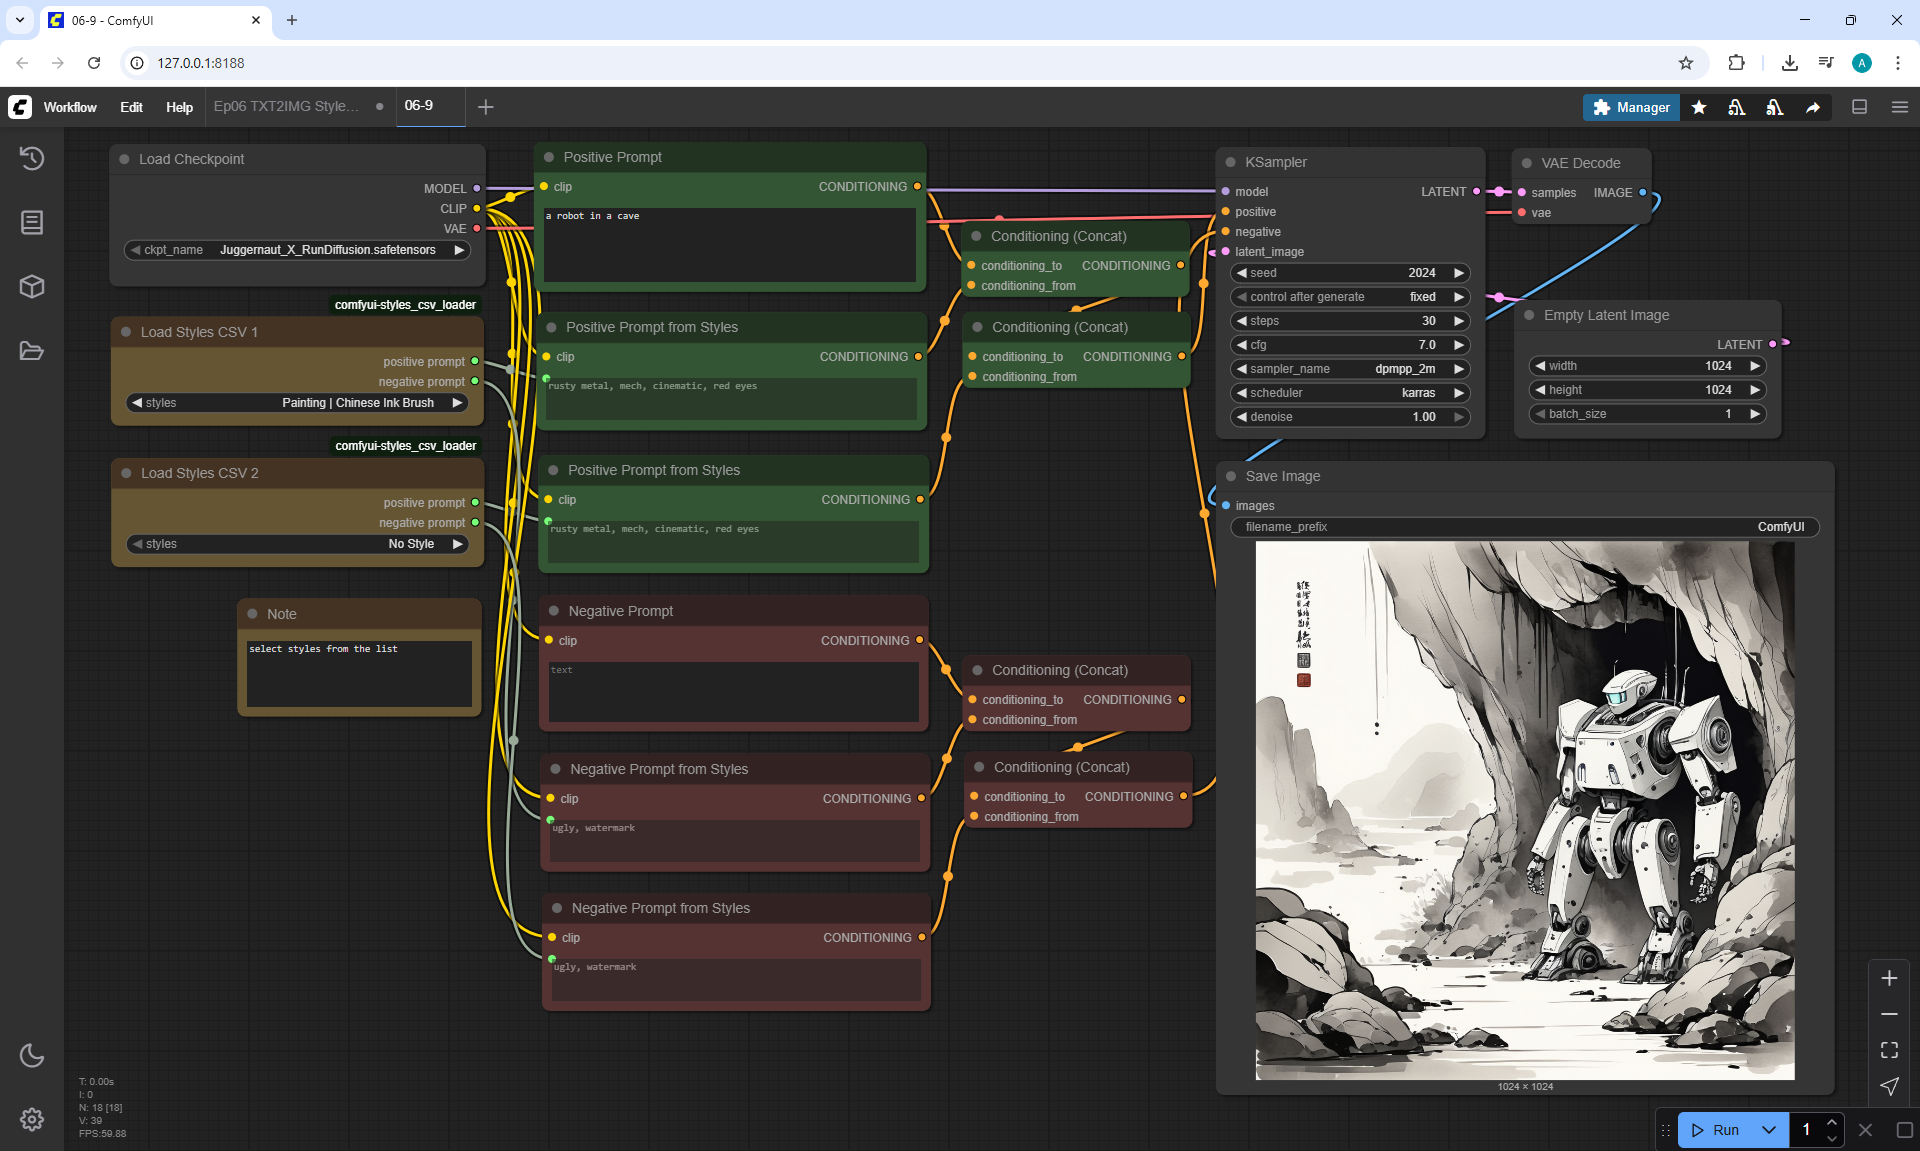 06-9 - ComfyUI
127.0.0.1:8188
Workflow
Edit
Help
Ep06 TXT2IMG Style...
06-9
Manager
Load Checkpoint
MODEL
CLIP
VAE
ckpt_name Juggernaut_X_RunDiffusion.safetensors
comfyui-styles_csv_loader
Load Styles CSV 1
positive prompt
negative prompt
styles Painting | Chinese Ink Brush
comfyui-styles_csv_loader
Load Styles CSV 2
positive prompt
negative prompt
styles No Style
Note
select styles from the list
Positive Prompt
clip CONDITIONING
a robot in a cave
Positive Prompt from Styles
clip CONDITIONING
rusty metal, mech, cinematic, red eyes
Positive Prompt from Styles
clip CONDITIONING
rusty metal, mech, cinematic, red eyes
Negative Prompt
clip CONDITIONING
text
Negative Prompt from Styles
clip CONDITIONING
ugly, watermark
Negative Prompt from Styles
clip CONDITIONING
ugly, watermark
Conditioning (Concat)
conditioning_to CONDITIONING
conditioning_from
Conditioning (Concat)
conditioning_to CONDITIONING
conditioning_from
Conditioning (Concat)
conditioning_to CONDITIONING
conditioning_from
Conditioning (Concat)
conditioning_to CONDITIONING
conditioning_from
KSampler
model LATENT
positive
negative
latent_image
seed 2024
control after generate fixed
steps 30
cfg 7.0
sampler_name dpmpp_2m
scheduler karras
denoise 1.00
VAE Decode
samples IMAGE
vae
Empty Latent Image
LATENT
width 1024
height 1024
batch_size 1
Save Image
images
filename_prefix ComfyUI
1024 × 1024
T: 0.00s
I: 0
N: 18 [18]
V: 39
FPS:59.88
Run
1
A